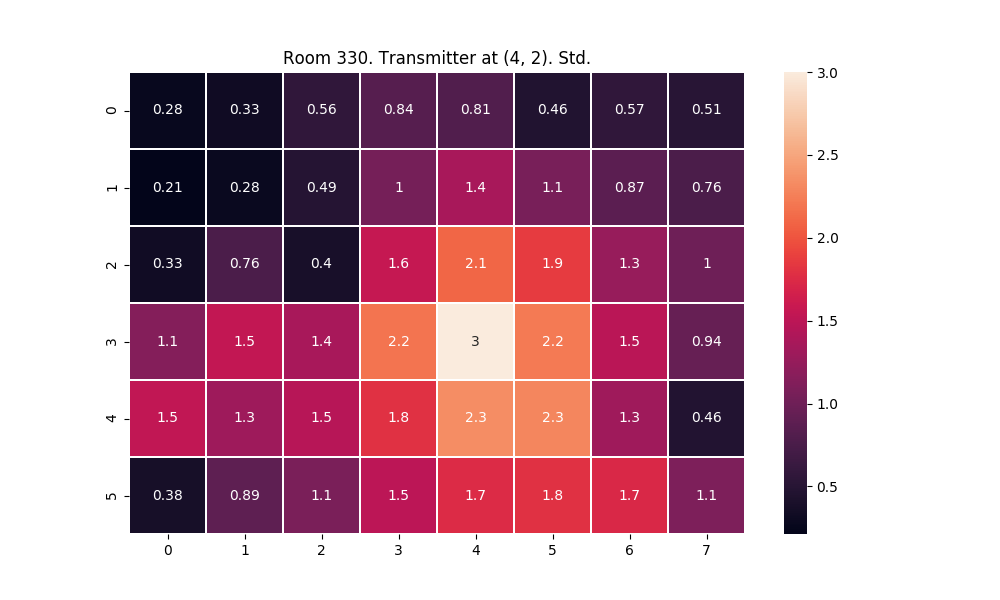 Room 330. Transmitter at (4, 2). Std.
3.0
0 0.28 0.33 0.56 0.84 0.81 0.46 0.57 0.51
2.5
1 0.21 0.28 0.49 1 1.4 1.1 0.87 0.76
2.0
2 0.33 0.76 0.4 1.6 2.1 1.9 1.3 1
1.5
3 1.1 1.5 1.4 2.2 3 2.2 1.5 0.94
1.0
4 1.5 1.3 1.5 1.8 2.3 2.3 1.3 0.46
0.5
5 0.38 0.89 1.1 1.5 1.7 1.8 1.7 1.1
0 1 2 3 4 5 6 7